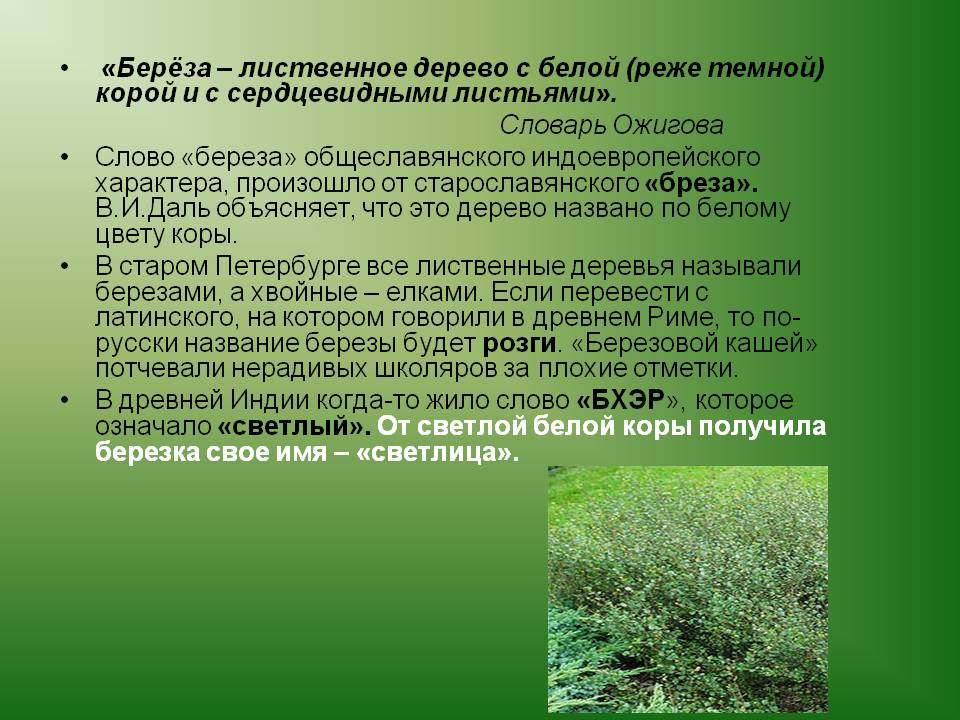 • «Берёза – лиственное дерево с белой (реже темной)
корой и с сердцевидными листьями».
Словарь Ожигова
• Слово «береза» общеславянского индоевропейского
характера, произошло от старославянского «бреза».
В.И.Даль объясняет, что это дерево названо по белому
цвету коры.
• В старом Петербурге все лиственные деревья называли
березами, а хвойные – елками. Если перевести с
латинского, на котором говорили в древнем Риме, то по-
русски название березы будет розги. «Березовой кашей»
потчевали нерадивых школяров за плохие отметки.
• В древней Индии когда-то жило слово «БХЭР», которое
означало «светлый». От светлой белой коры получила
березка свое имя – «светлица».